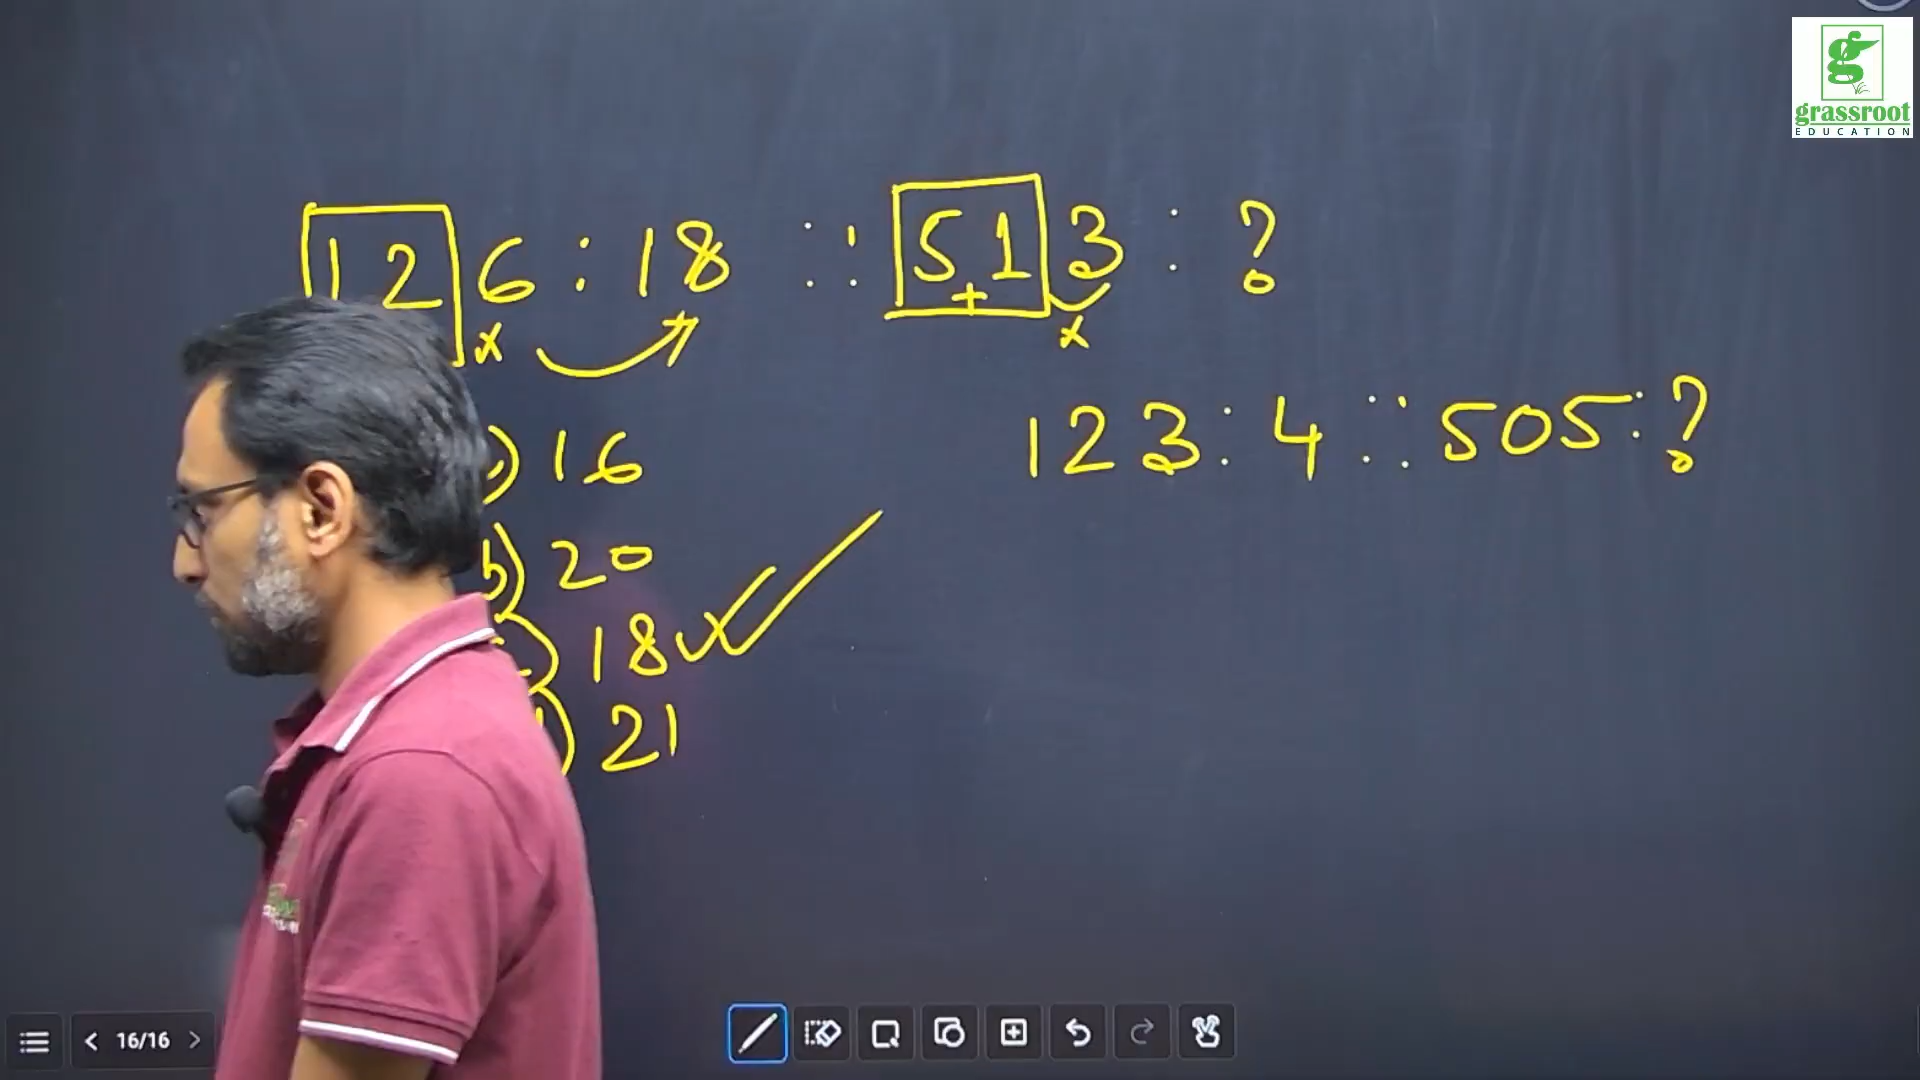 grassroot
EDUCATION
126 : 18 :: 513 : ?
+
x x
123 : 4 :: 505 : ?
16
b) 20
18
21
16/16